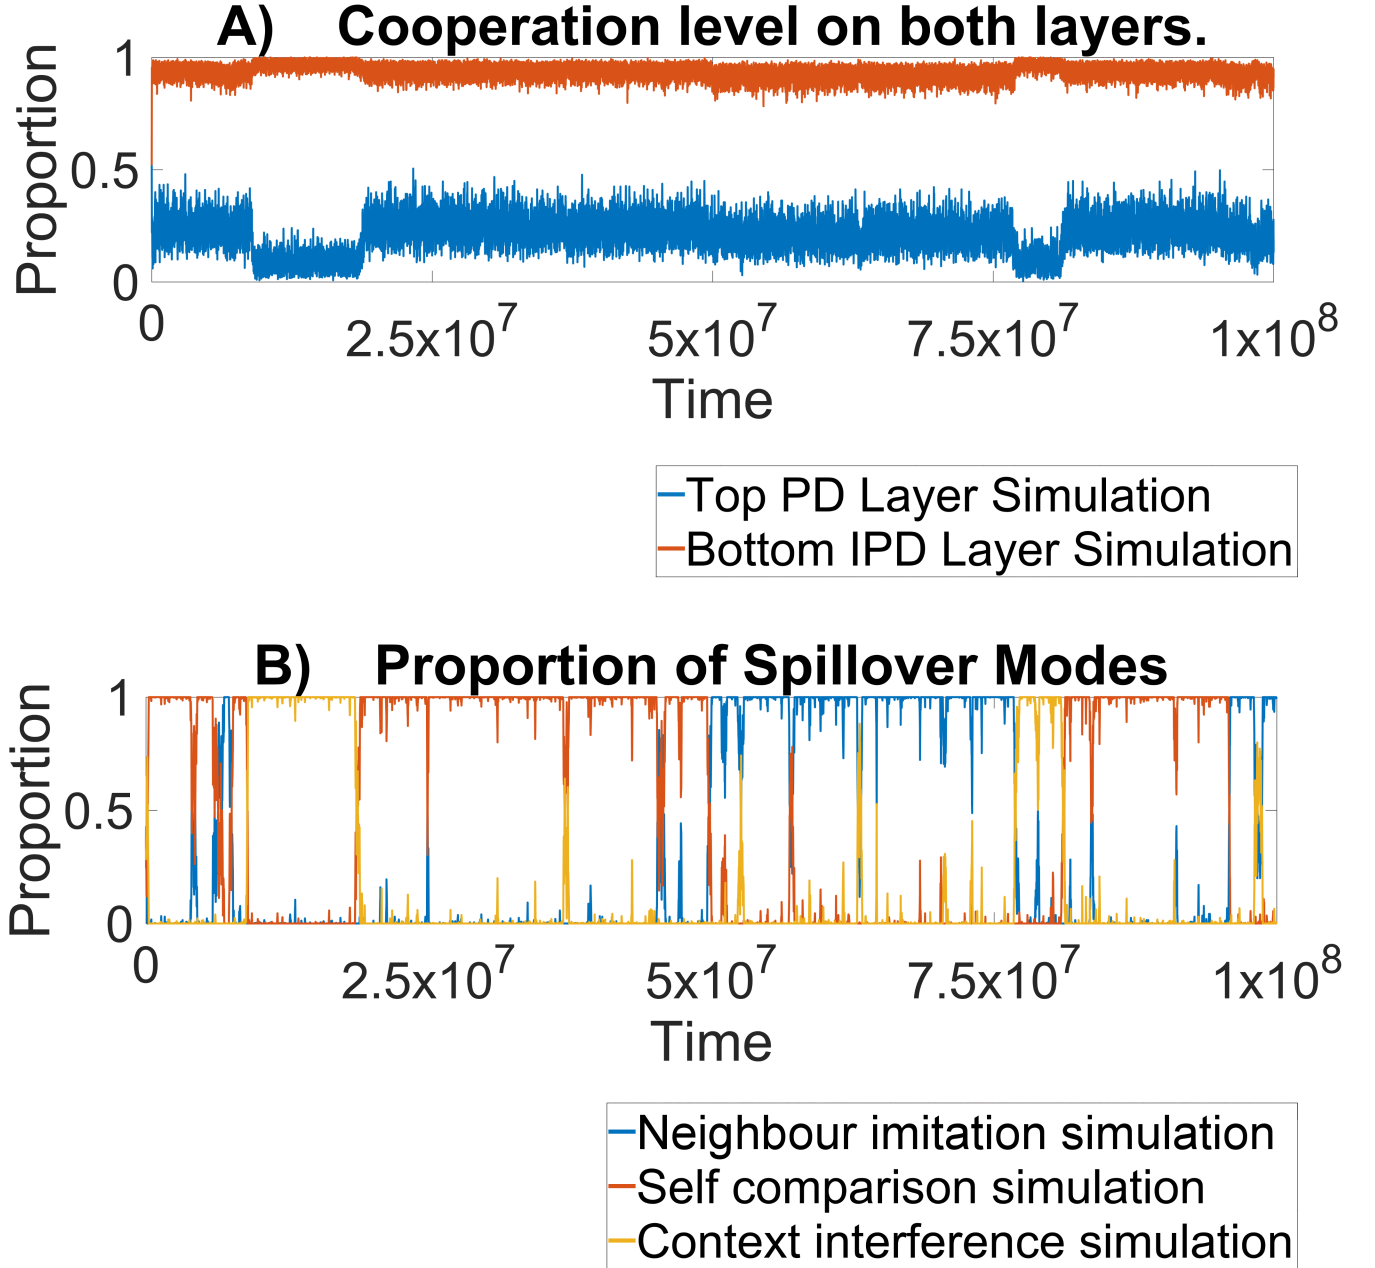 A) Cooperation level on both layers.
Proportion
1
0.5
0
0 2.5x10^7 5x10^7 7.5x10^7 1x10^8
Time
Top PD Layer Simulation
Bottom IPD Layer Simulation
B) Proportion of Spillover Modes
Proportion
1
0.5
0
0 2.5x10^7 5x10^7 7.5x10^7 1x10^8
Time
Neighbour imitation simulation
Self comparison simulation
Context interference simulation